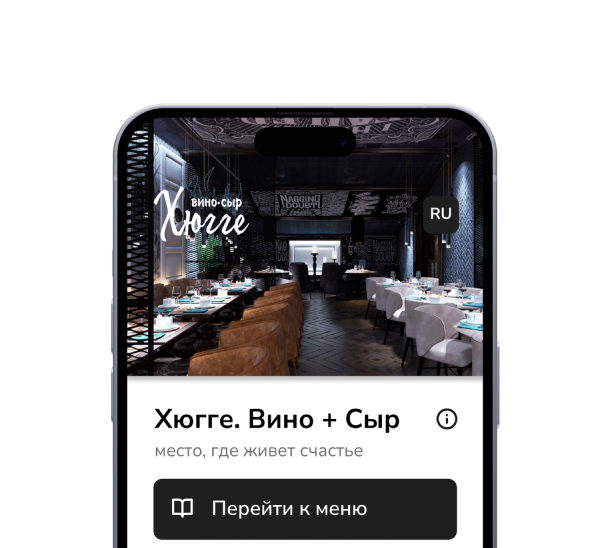 вино•сыр
Хюгге
RU
NAGGING
DOUBT
Хюгге. Вино + Сыр
место, где живет счастье
Перейти к меню